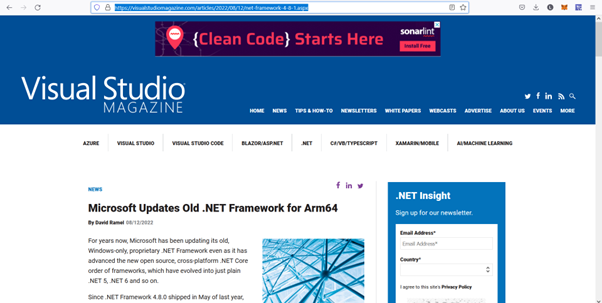 https://visualstudiomagazine.com/articles/2022/08/12/net-framework-4-8-1.aspx
{Clean Code} Starts Here
sonarlint
Install Free
Visual Studio
MAGAZINE
HOME NEWS TIPS & HOW-TO NEWSLETTERS WHITE PAPERS WEBCASTS ADVERTISE ABOUT US EVENTS MORE
AZURE VISUAL STUDIO VISUAL STUDIO CODE BLAZOR/ASP.NET .NET C#/VB/TYPESCRIPT XAMARIN/MOBILE AI/MACHINE LEARNING
NEWS
Microsoft Updates Old .NET Framework for Arm64
By David Ramel 08/12/2022
For years now, Microsoft has been updating its old,
Windows-only, proprietary .NET Framework even as it has
advanced the new open source, cross-platform .NET Core
order of frameworks, which have evolved into just plain
.NET 5, .NET 6 and so on.
Since .NET Framework 4.8.0 shipped in May of last year,
.NET Insight
Sign up for our newsletter.
Email Address*
Email Address*
Country*
I agree to this site's Privacy Policy